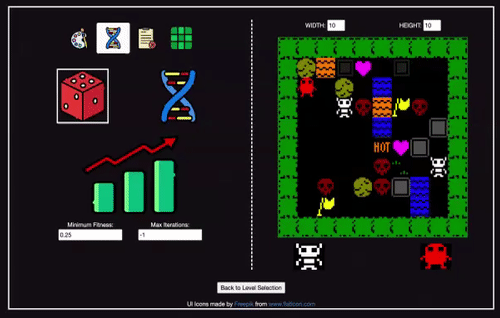 WIDTH: 10 HEIGHT: 10
HOT
Minimum Fitness: Max Iterations:
0.25 -1
Back to Level Selection
UI Icons made by Freepik from www.flaticon.com